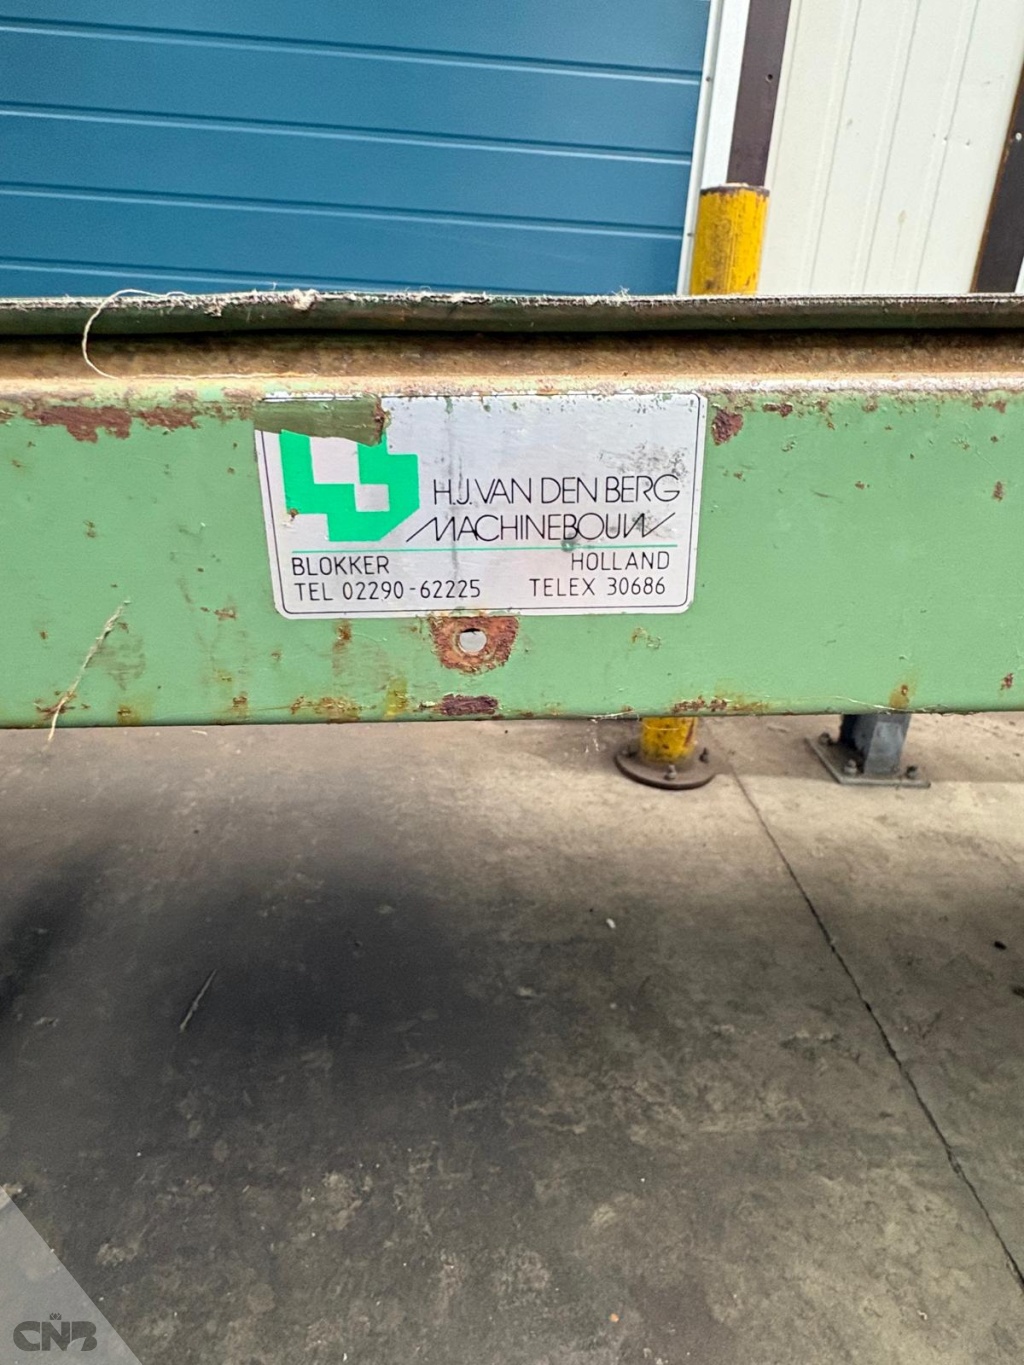 H.J. VAN DEN BERG
MACHINEBOUW
BLOKKER HOLLAND
TEL 02290-62225 TELEX 30686
CNB